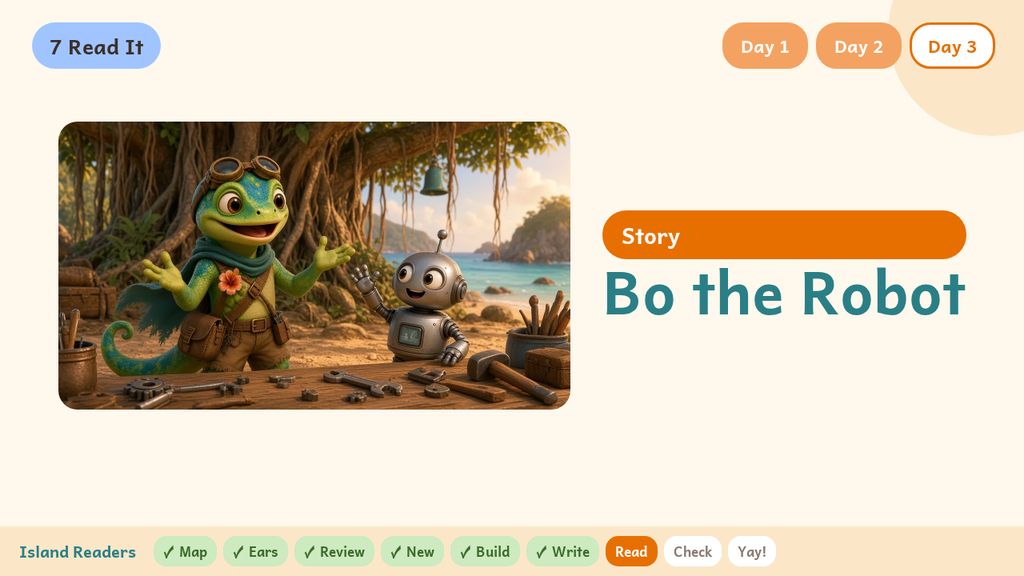 7 Read It
Day 1
Day 2
Day 3
Story
Bo the Robot
Island Readers
✓ Map
✓ Ears
✓ Review
✓ New
✓ Build
✓ Write
Read
Check
Yay!